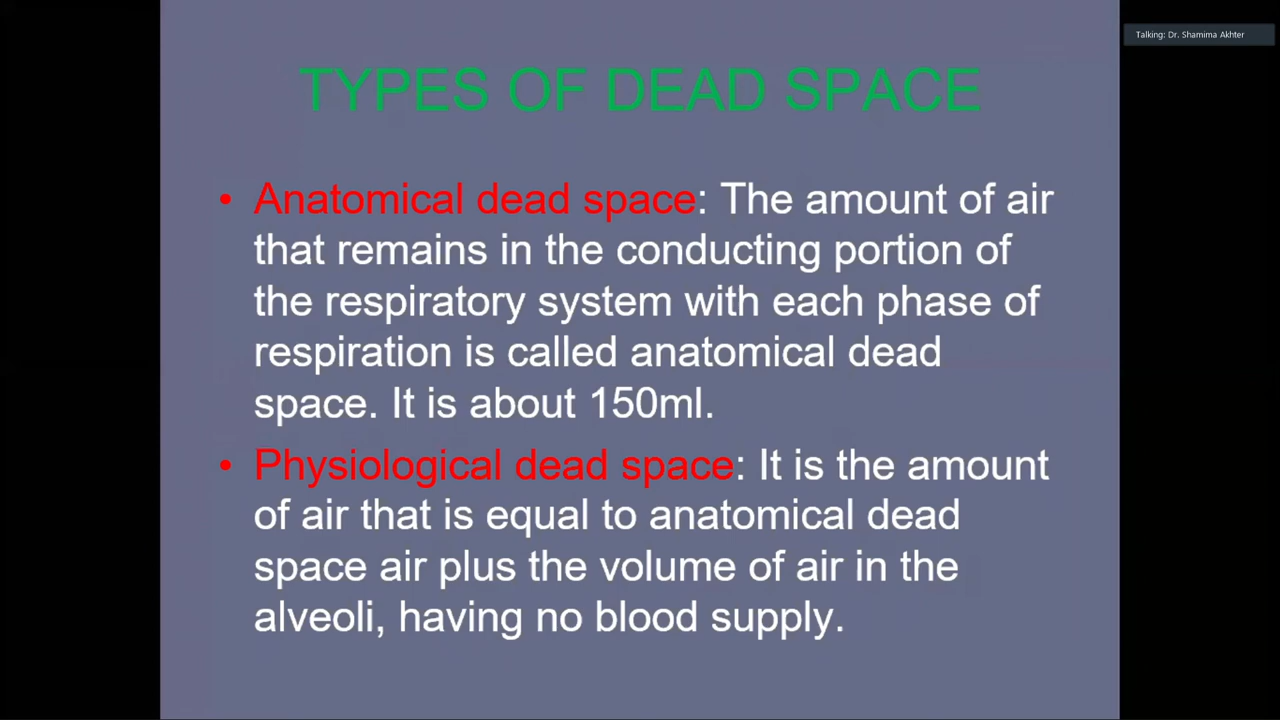 Talking: Dr. Shamima Akhter
TYPES OF DEAD SPACE
• Anatomical dead space: The amount of air
that remains in the conducting portion of
the respiratory system with each phase of
respiration is called anatomical dead
space. It is about 150ml.
• Physiological dead space: It is the amount
of air that is equal to anatomical dead
space air plus the volume of air in the
alveoli, having no blood supply.